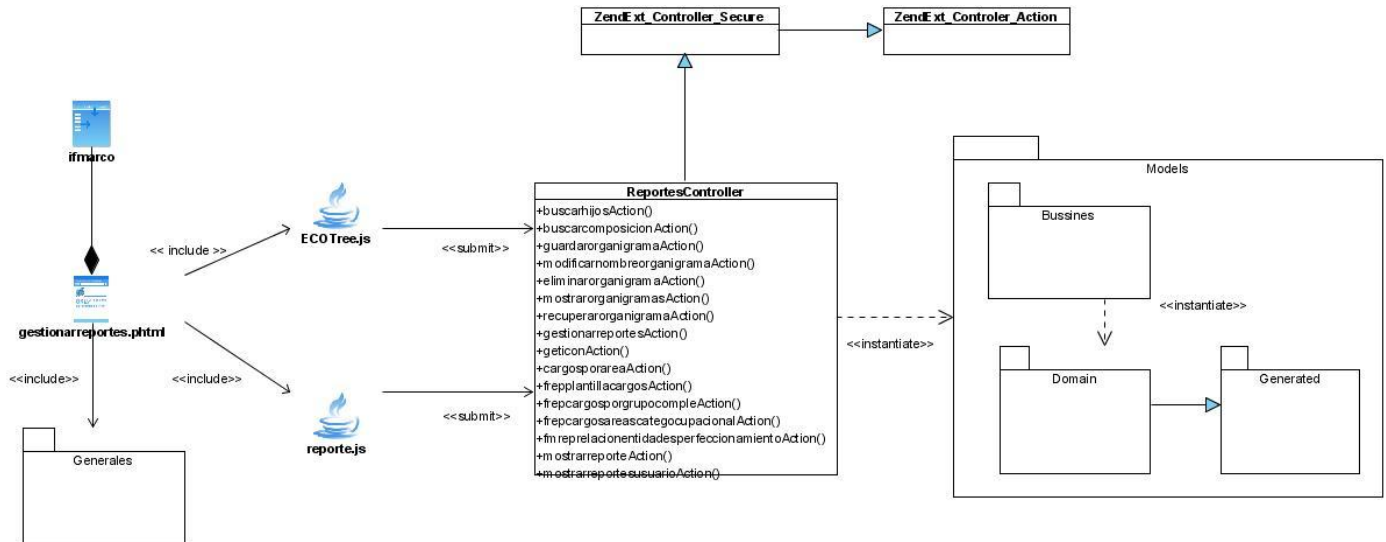 ZendExt_Controller_Secure
ZendExt_Controler_Action
ifmarco
<< include >>
ECOTree.js
<<submit>>
gestionarreportes.phtml
<<include>>
<<include>>
reporte.js
<<submit>>
Generales
ReportesController
+buscarhijosAction()
+buscarcomposicionAction()
+guardarorganigramaAction()
+modificarnombreorganigramaAction()
+eliminarorganigramaAction()
+mostrarorganigramasAction()
+recuperarorganigramaAction()
+gestionarreportesAction()
+geticonAction()
+cargosporareaAction()
+frepplantillacargosAction()
+frepcargosporgrupocompleAction()
+frepcargosareascategocupacionalAction()
+fmreprelacionentidadesperfeccionamientoAction()
+mostrarreporteAction()
+mostrarreportesusuarioAction()
<<instantiate>>
Models
Bussines
<<instantiate>>
Domain
Generated